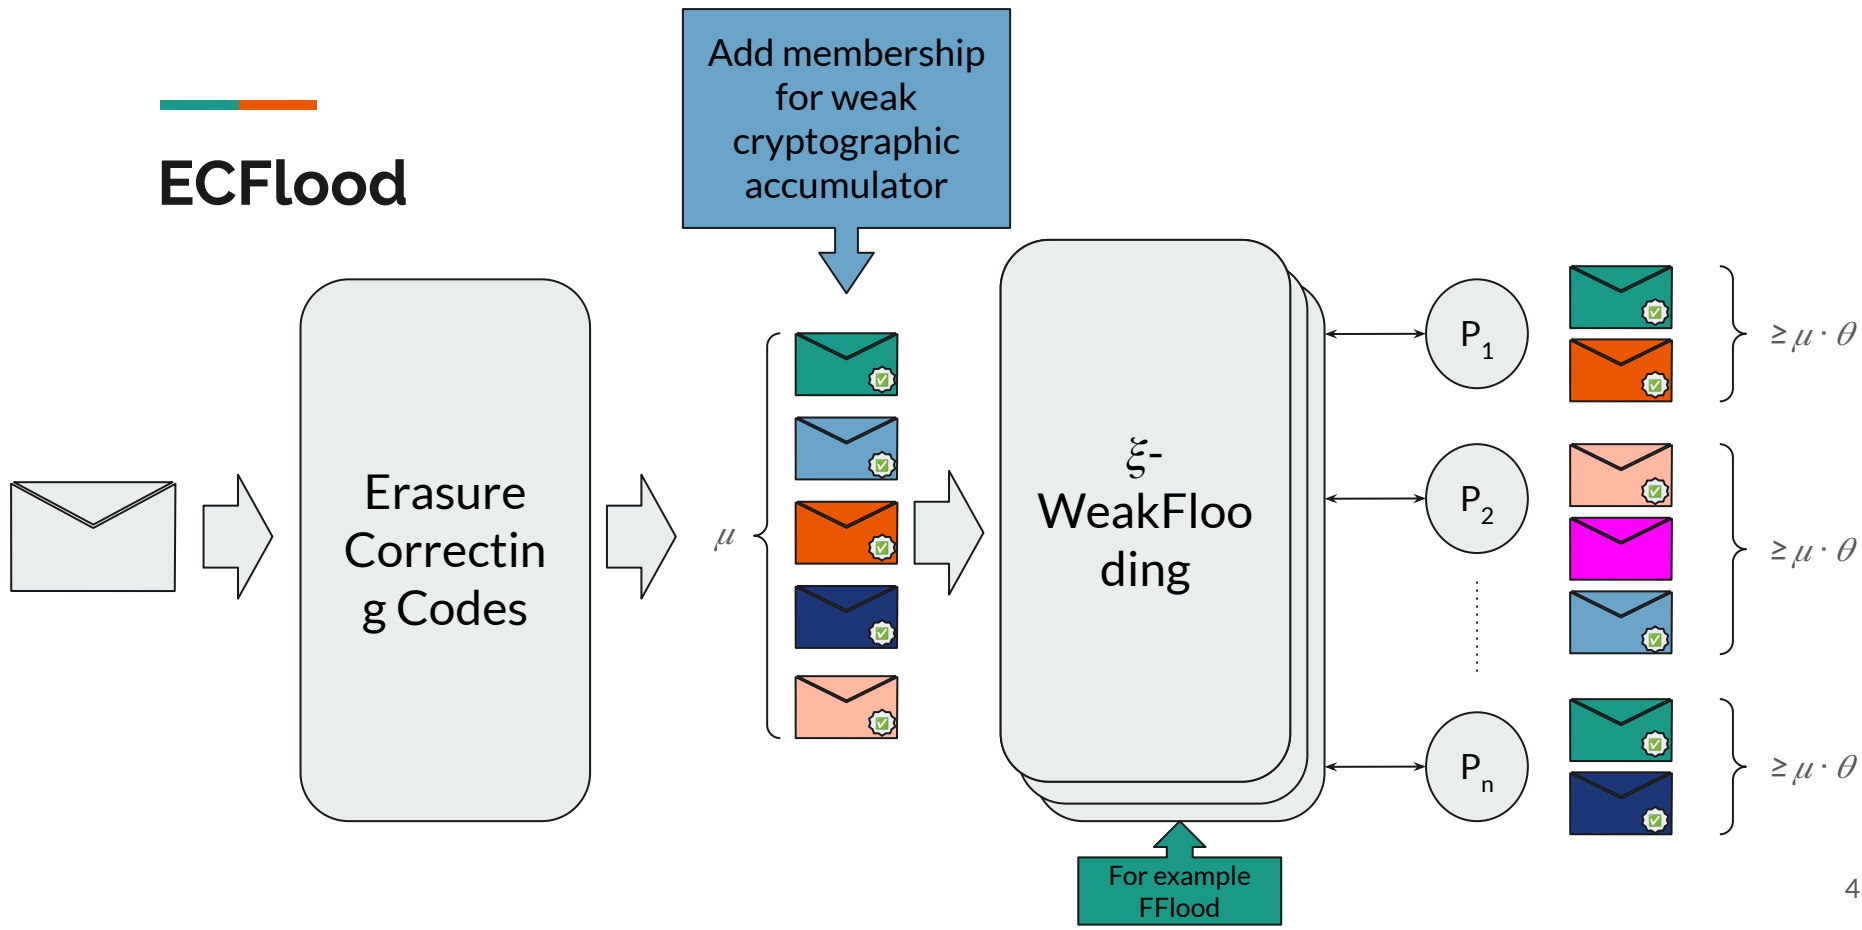 Add membership
for weak
cryptographic
accumulator
ECFlood
Erasure
Correctin
g Codes
μ
ξ-
WeakFloo
ding
P1
≥ μ · θ
P2
≥ μ · θ
Pn
≥ μ · θ
For example
FFlood
4